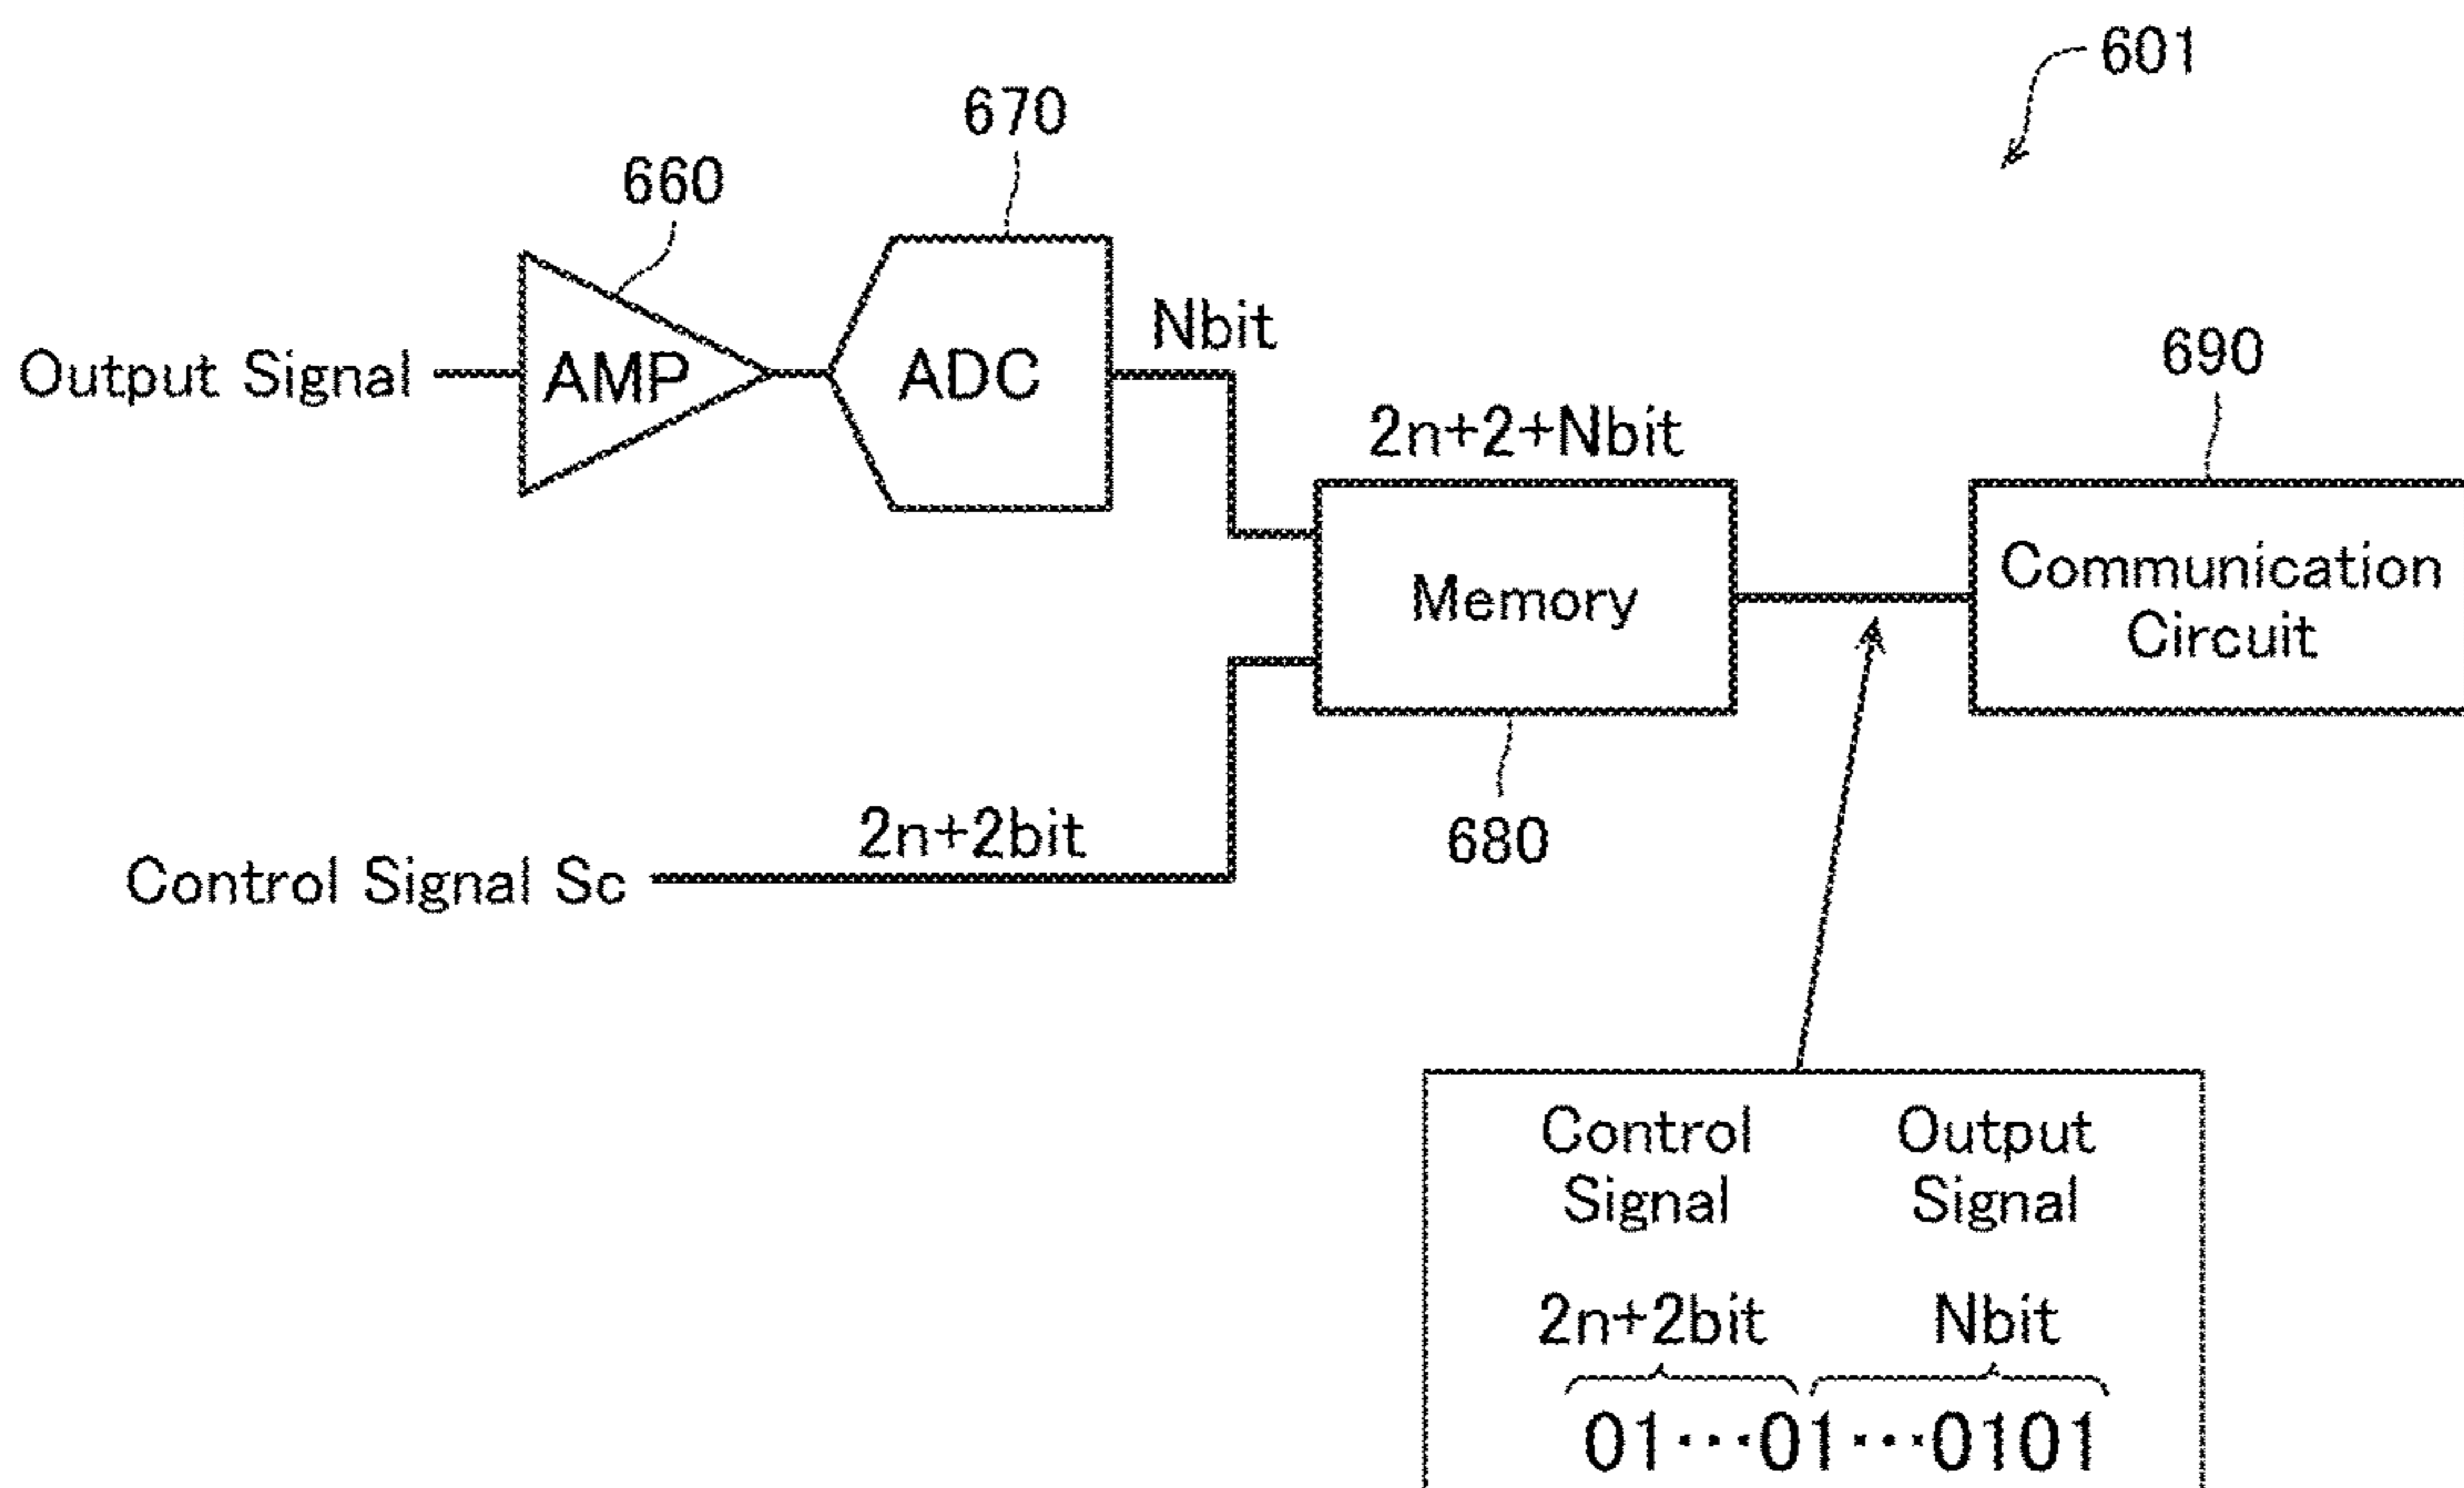 601
670
660
Nbit
Output Signal
AMP
ADC
690
2n+2+Nbit
Memory
Communication
Circuit
2n+2bit
680
Control Signal Sc
Control
Signal
Output
Signal
2n+2bit
Nbit
01···01···0101